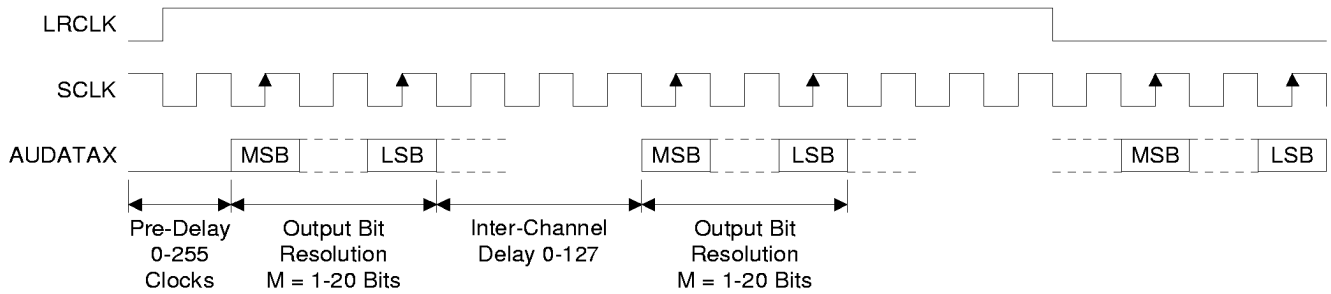 LRCLK
SCLK
AUDATAX
MSB LSB MSB LSB MSB LSB
Pre-Delay
0-255
Clocks
Output Bit
Resolution
M = 1-20 Bits
Inter-Channel
Delay 0-127
Output Bit
Resolution
M = 1-20 Bits